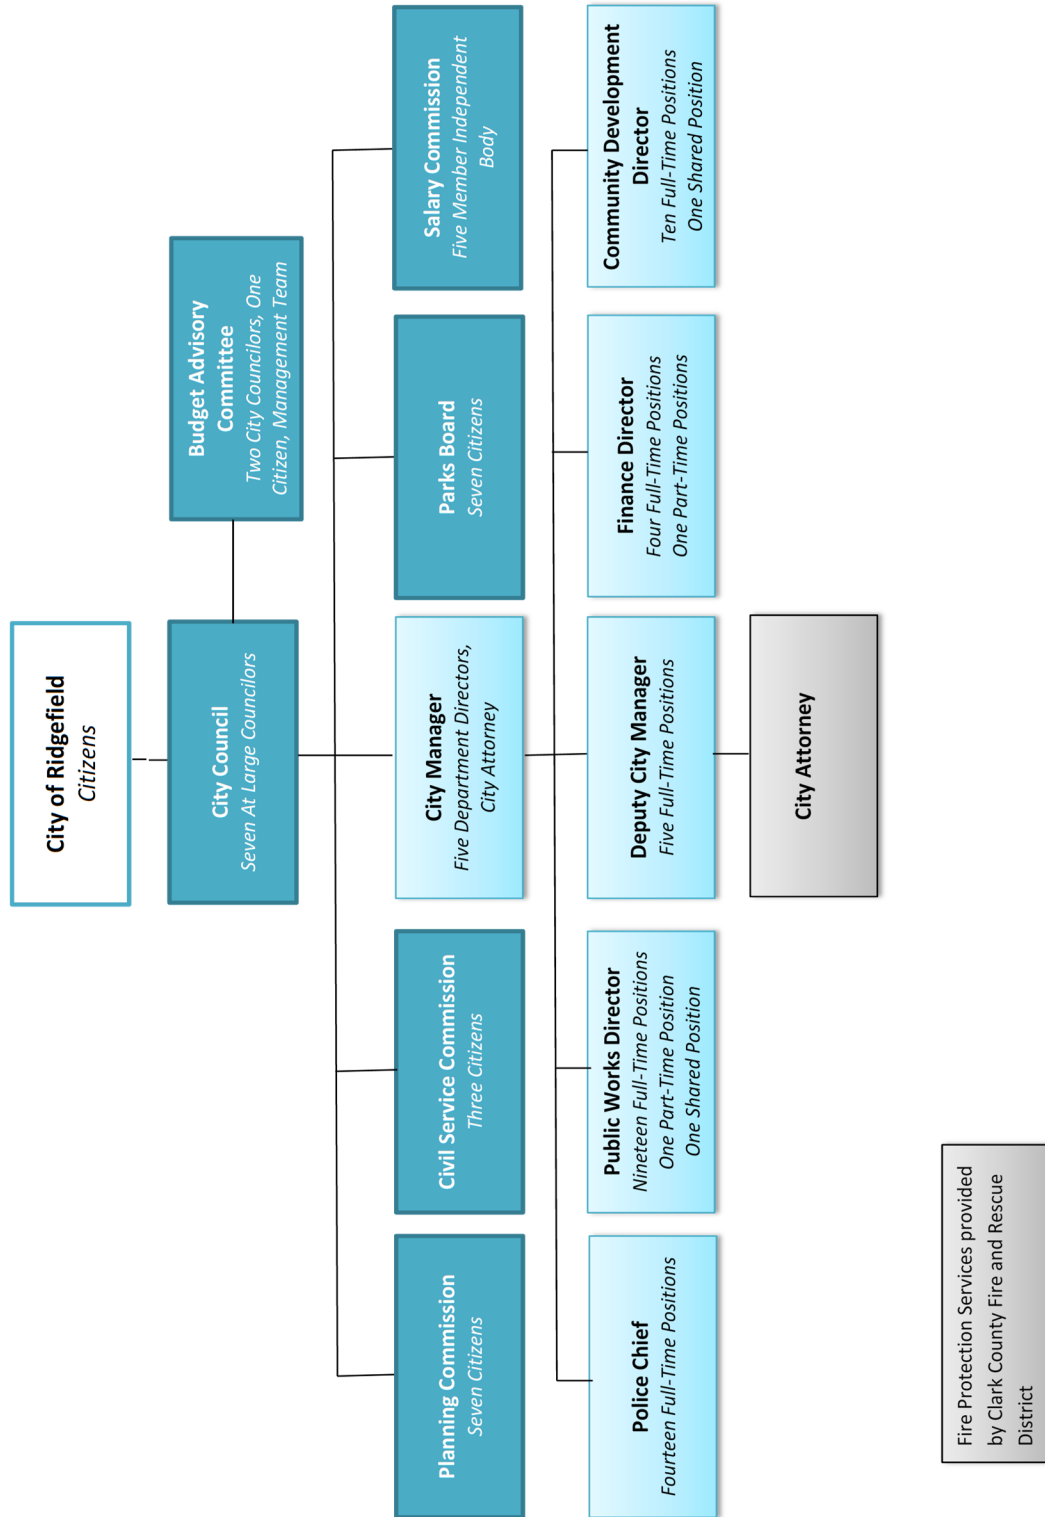 City of Ridgefield
Citizens
City Council
Seven At Large Councilors
Budget Advisory
Committee
Two City Councilors, One
Citizen, Management Team
Planning Commission
Seven Citizens
Civil Service Commission
Three Citizens
City Manager
Five Department Directors,
City Attorney
Parks Board
Seven Citizens
Salary Commission
Five Member Independent
Body
Police Chief
Fourteen Full-Time Positions
Public Works Director
Nineteen Full-Time Positions
One Part-Time Position
One Shared Position
Deputy City Manager
Five Full-Time Positions
Finance Director
Four Full-Time Positions
One Part-Time Positions
Community Development
Director
Ten Full-Time Positions
One Shared Position
City Attorney
Fire Protection Services provided
by Clark County Fire and Rescue
District